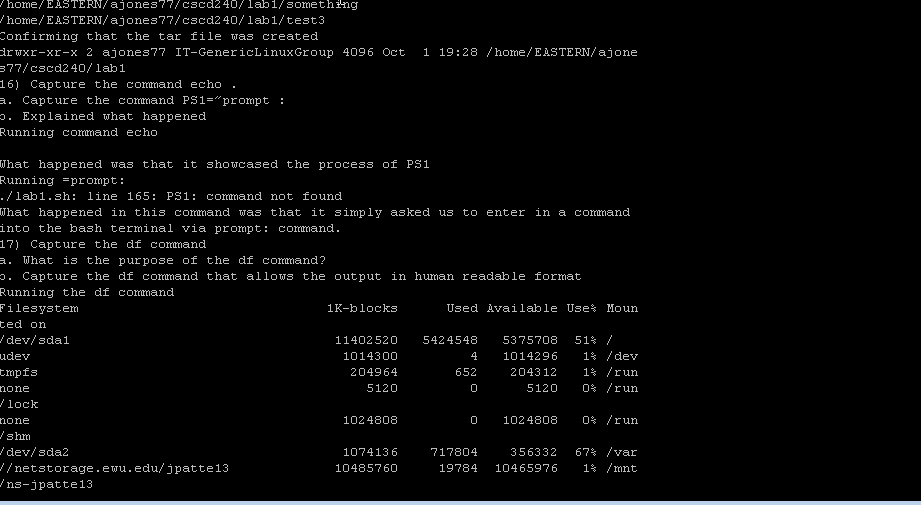 /home/EASTERN/ajones77/cscd240/lab1/something
/home/EASTERN/ajones77/cscd240/lab1/test3
Confirming that the tar file was created
drwxr-xr-x 2 ajones77 IT-GenericLinuxGroup 4096 Oct  1 19:28 /home/EASTERN/ajone
s77/cscd240/lab1
16) Capture the command echo .
a. Capture the command PS1=~prompt :
b. Explained what happened
Running command echo
What happened was that it showcased the process of PS1
Running =prompt:
./lab1.sh: line 165: PS1: command not found
What happened in this command was that it simply asked us to enter in a command
into the bash terminal via prompt: command.
17) Capture the df command
a. What is the purpose of the df command?
b. Capture the df command that allows the output in human readable format
Running the df command
Filesystem 1K-blocks Used Available Use% Moun
ted on
/dev/sda1 11402520 5424548 5375708 51% /
udev 1014300 4 1014296 1% /dev
tmpfs 204964 652 204312 1% /run
none 5120 0 5120 0% /run
/lock
none 1024808 0 1024808 0% /run
/shm
/dev/sda2 1074136 717804 356332 67% /var
//netstorage.ewu.edu/jpatte13 10485760 19784 10465976 1% /mnt
/ns-jpatte13